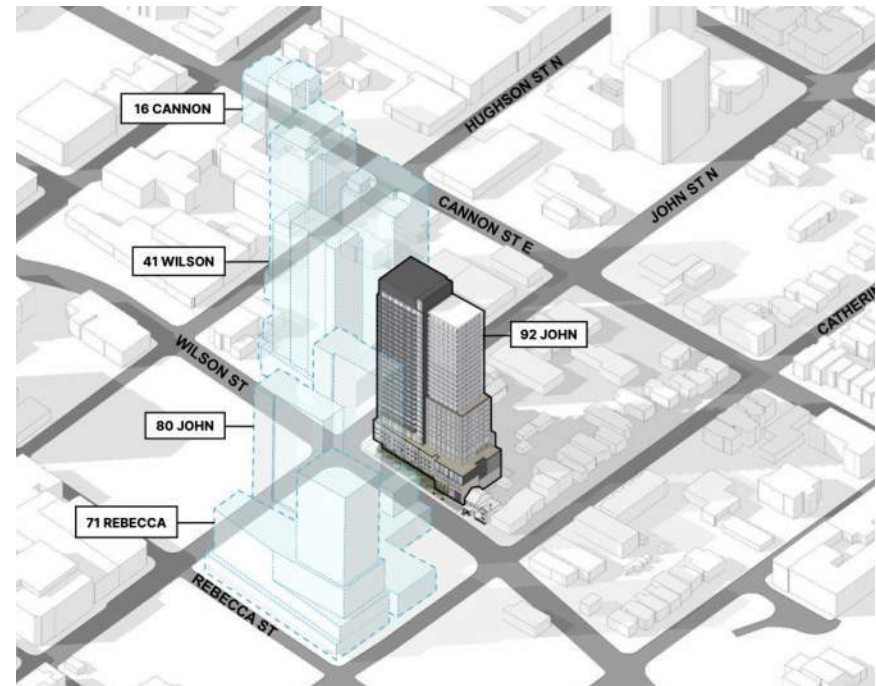 16 CANNON
HUGHSON ST N
JOHN ST N
CANNON ST E
41 WILSON
CATHERIN
92 JOHN
WILSON ST
80 JOHN
71 REBECCA
REBECCA ST